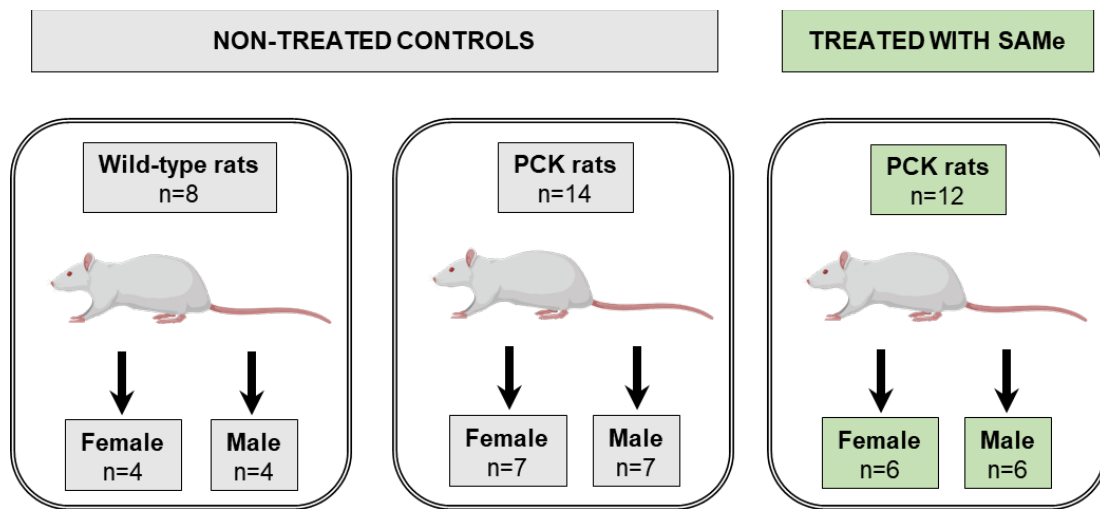 NON-TREATED CONTROLS
TREATED WITH SAMe
Wild-type rats
n=8
PCK rats
n=14
PCK rats
n=12
Female
n=4
Male
n=4
Female
n=7
Male
n=7
Female
n=6
Male
n=6